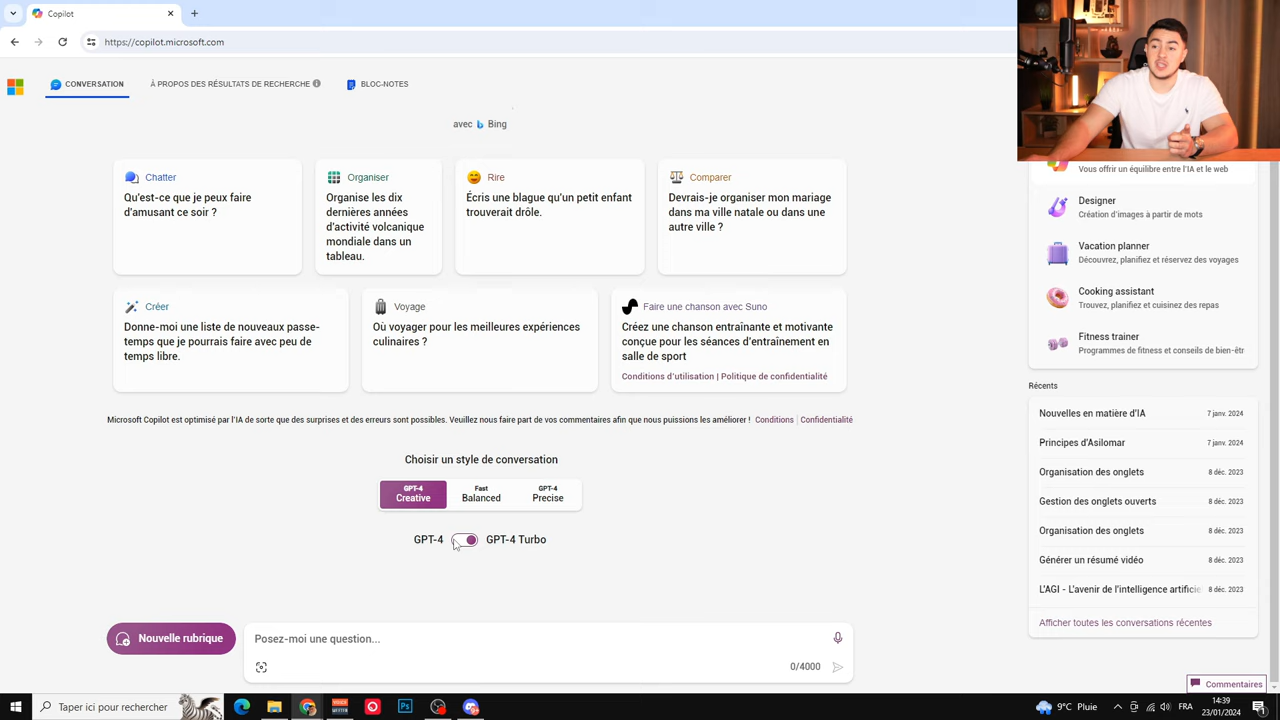 Copilot
https://copilot.microsoft.com
CONVERSATION
À PROPOS DES RÉSULTATS DE RECHERCHE
BLOC-NOTES
avec Bing
Chatter
Qu'est-ce que je peux faire
d'amusant ce soir ?
Organiser
Organise les dix
dernières années
d'activité volcanique
mondiale dans un
tableau.
Rire
Écris une blague qu'un petit enfant
trouverait drôle.
Comparer
Devrais-je organiser mon mariage
dans ma ville natale ou dans une
autre ville ?
Créer
Donne-moi une liste de nouveaux passe-
temps que je pourrais faire avec peu de
temps libre.
Voyage
Où voyager pour les meilleures expériences
culinaires ?
Faire une chanson avec Suno
Créez une chanson entraînante et motivante
conçue pour les séances d'entraînement en
salle de sport
Conditions d'utilisation | Politique de confidentialité
Microsoft Copilot est optimisé par l'IA de sorte que des surprises et des erreurs sont possibles. Veuillez nous faire part de vos commentaires afin que nous puissions les améliorer ! Conditions | Confidentialité
Choisir un style de conversation
GPT-4
Creative
Fast
Balanced
GPT-4
Precise
GPT-4
GPT-4 Turbo
Nouvelle rubrique
Posez-moi une question...
0/4000
Vous offrir un équilibre entre l'IA et le web
Designer
Création d'images à partir de mots
Vacation planner
Découvrez, planifiez et réservez des voyages
Cooking assistant
Trouvez, planifiez et cuisinez des repas
Fitness trainer
Programmes de fitness et conseils de bien-êtr
Récents
Nouvelles en matière d'IA 7 janv. 2024
Principes d'Asilomar 7 janv. 2024
Organisation des onglets 8 déc. 2023
Gestion des onglets ouverts 8 déc. 2023
Organisation des onglets 8 déc. 2023
Générer un résumé vidéo 8 déc. 2023
L'AGI - L'avenir de l'intelligence artificie 8 déc. 2023
Afficher toutes les conversations récentes
Commentaires
Taper ici pour rechercher
9°C Pluie
FRA
14:39
23/01/2024